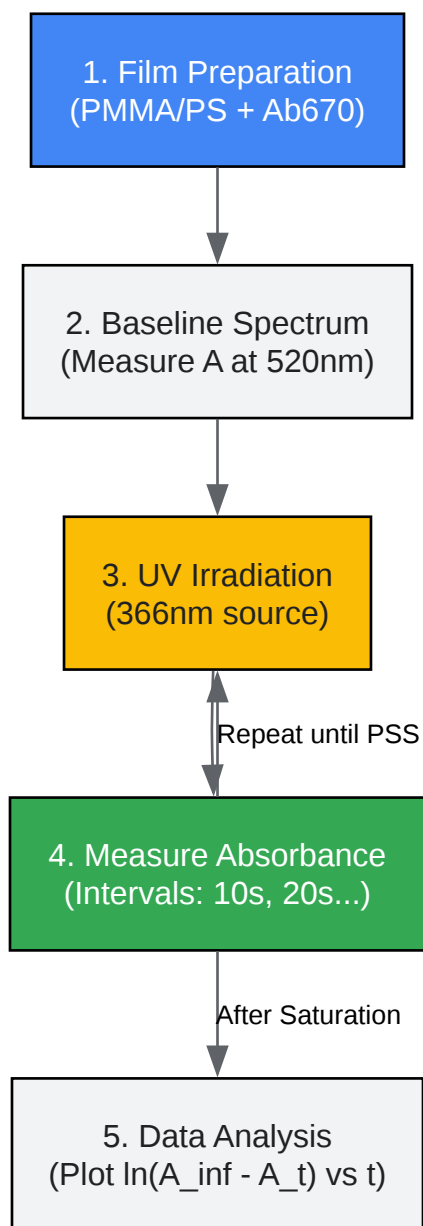 1. Film Preparation
(PMMA/PS + Ab670)
2. Baseline Spectrum
(Measure A at 520nm)
3. UV Irradiation
(366nm source)
Repeat until PSS
4. Measure Absorbance
(Intervals: 10s, 20s...)
After Saturation
5. Data Analysis
(Plot ln(A_inf - A_t) vs t)